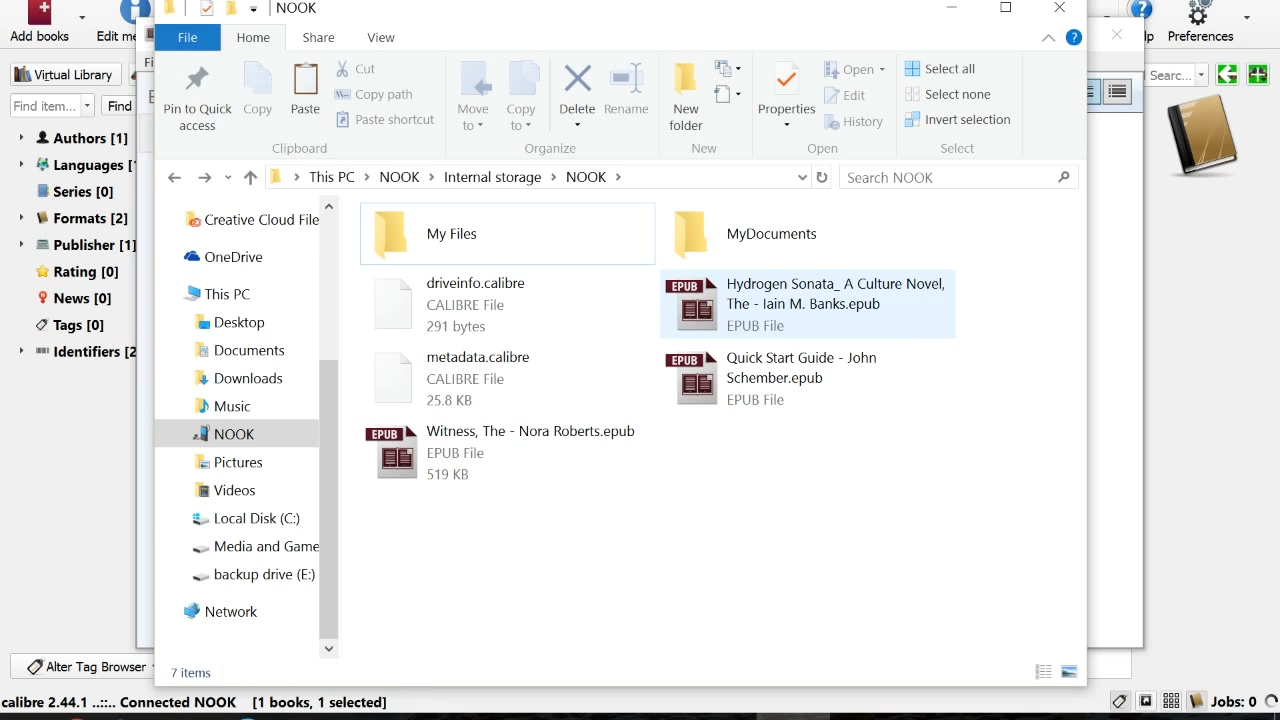 NOOK
Add books
Edit me
File
Home
Share
View
Preferences
Virtual Library
Find item...
Find
Authors [1]
Languages [
Series [0]
Formats [2]
Publisher [1]
Rating [0]
News [0]
Tags [0]
Identifiers [2
Alter Tag Browser
Pin to Quick
access
Copy
Paste
Cut
Copy path
Paste shortcut
Clipboard
Move
to
Copy
to
Delete
Rename
Organize
New
folder
New
Properties
Open
Edit
History
Open
Select all
Select none
Invert selection
Select
Searc...
This PC
NOOK
Internal storage
NOOK
Search NOOK
Creative Cloud File
OneDrive
This PC
Desktop
Documents
Downloads
Music
NOOK
Pictures
Videos
Local Disk (C:)
Media and Game
backup drive (E:)
Network
My Files
MyDocuments
driveinfo.calibre
CALIBRE File
291 bytes
EPUB
Hydrogen Sonata_ A Culture Novel,
The - Iain M. Banks.epub
EPUB File
metadata.calibre
CALIBRE File
25.8 KB
EPUB
Quick Start Guide - John
Schember.epub
EPUB File
EPUB
Witness, The - Nora Roberts.epub
EPUB File
519 KB
7 items
calibre 2.44.1 ..::.. Connected NOOK [1 books, 1 selected]
Jobs: 0